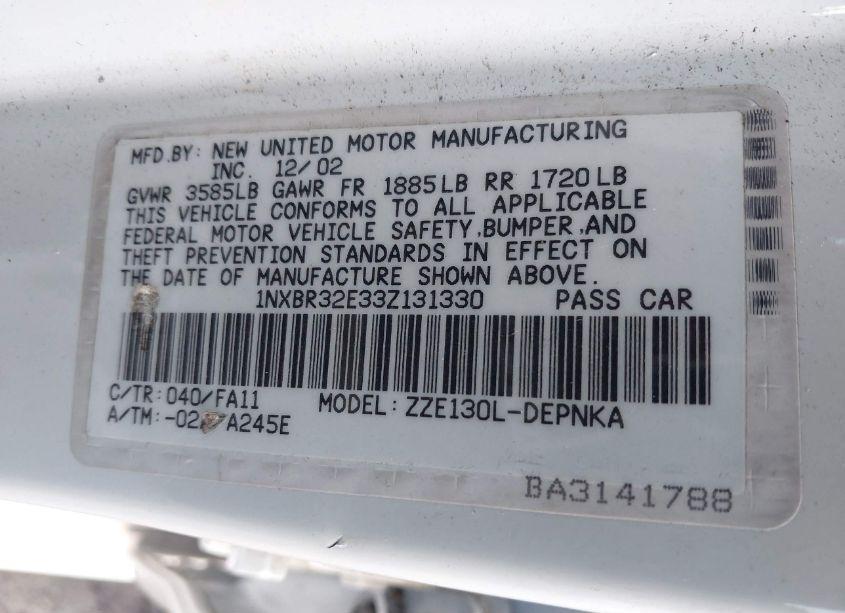 MFD.BY: NEW UNITED MOTOR MANUFACTURING
INC. 12/02
GVWR 3585LB GAWR FR 1885LB RR 1720LB
THIS VEHICLE CONFORMS TO ALL APPLICABLE
FEDERAL MOTOR VEHICLE SAFETY,BUMPER,AND
THEFT PREVENTION STANDARDS IN EFFECT ON
THE DATE OF MANUFACTURE SHOWN ABOVE.
1NXBR32E33Z131330 PASS CAR
C/TR:040/FA11 MODEL: ZZE130L-DEPNKA
A/TM:-02 A245E
BA3141788